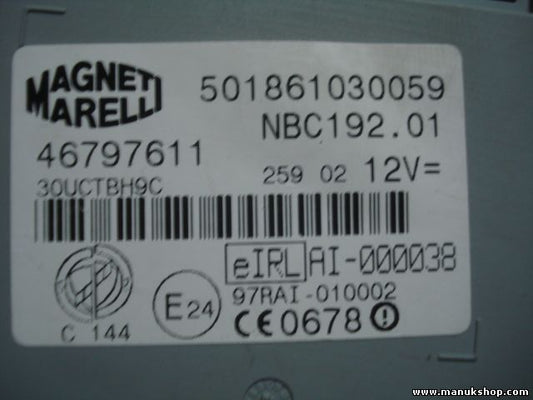 MAGNETI
MARELLI
501861030059
NBC192.01
46797611
30UCTBH9C
259 02 12V=
eIRL AI-000038
97RAI-010002
E24
CE0678
C 144
www.manukshop.com